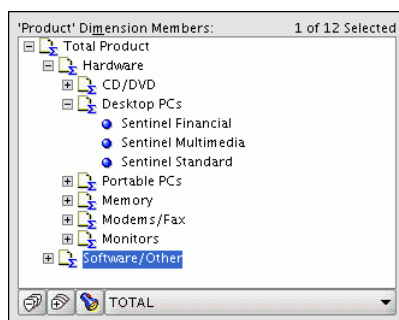 'Product' Dimension Members: 1 of 12 Selected
Total Product
Hardware
CD/DVD
Desktop PCs
Sentinel Financial
Sentinel Multimedia
Sentinel Standard
Portable PCs
Memory
Modems/Fax
Monitors
Software/Other
TOTAL